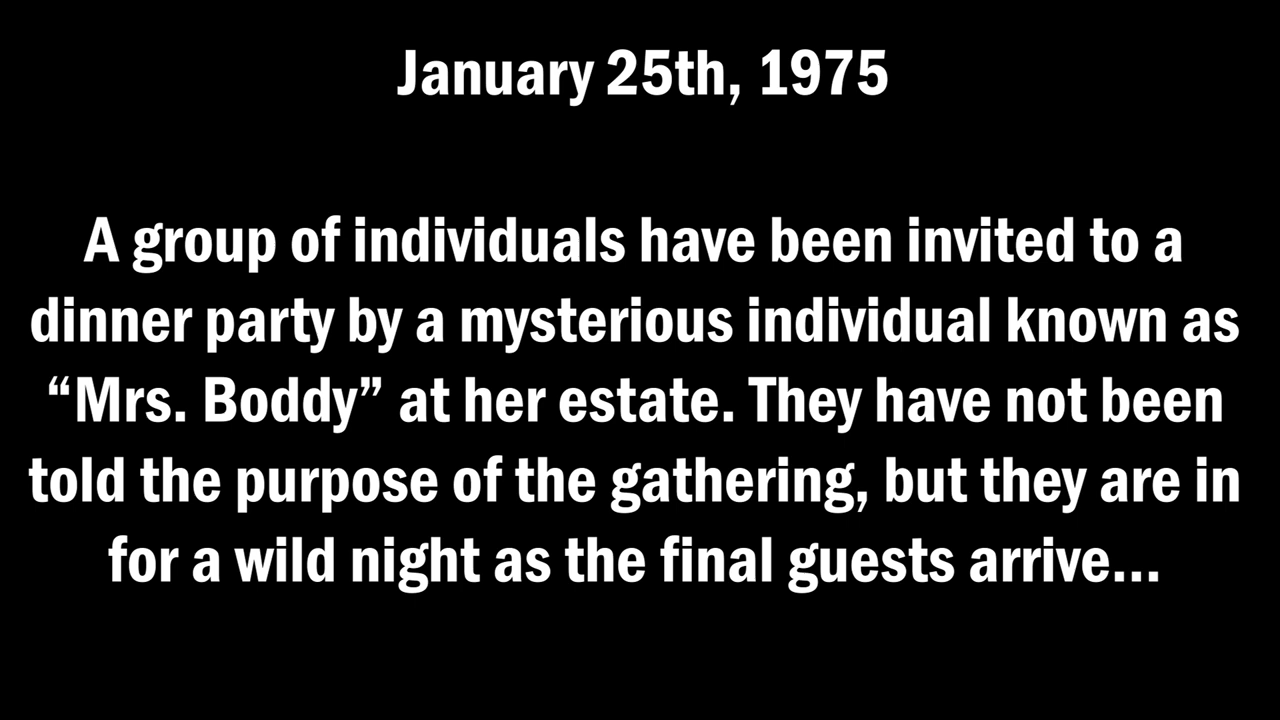 January 25th, 1975
A group of individuals have been invited to a
dinner party by a mysterious individual known as
“Mrs. Boddy” at her estate. They have not been
told the purpose of the gathering, but they are in
for a wild night as the final guests arrive...